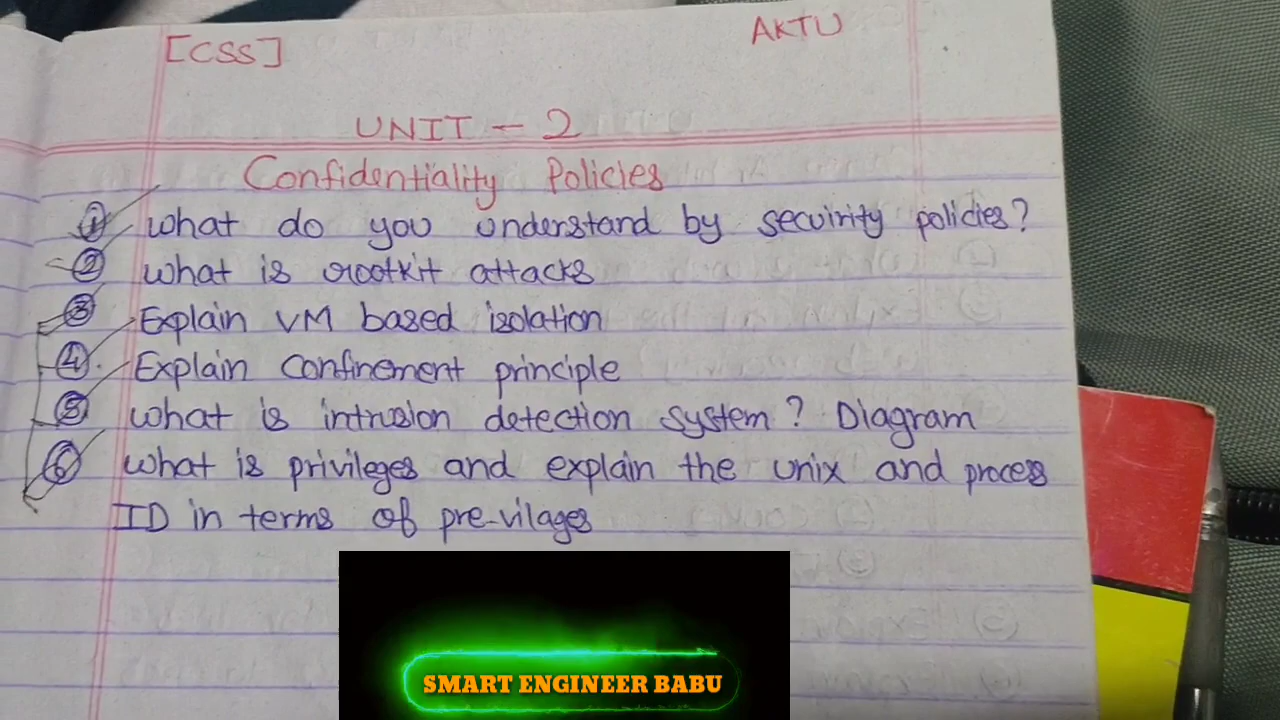 [CSS]
AKTU
UNIT - 2
Confidentiality Policies
① What do you understand by secuirity policies?
② What is rootkit attacks
③ Explain VM based isolation
④. Explain Confinement principle
⑤ What is intrusion detection system? Diagram
⑥ What is privileges and explain the unix and process
ID in terms of pre-vilages
SMART ENGINEER BABU